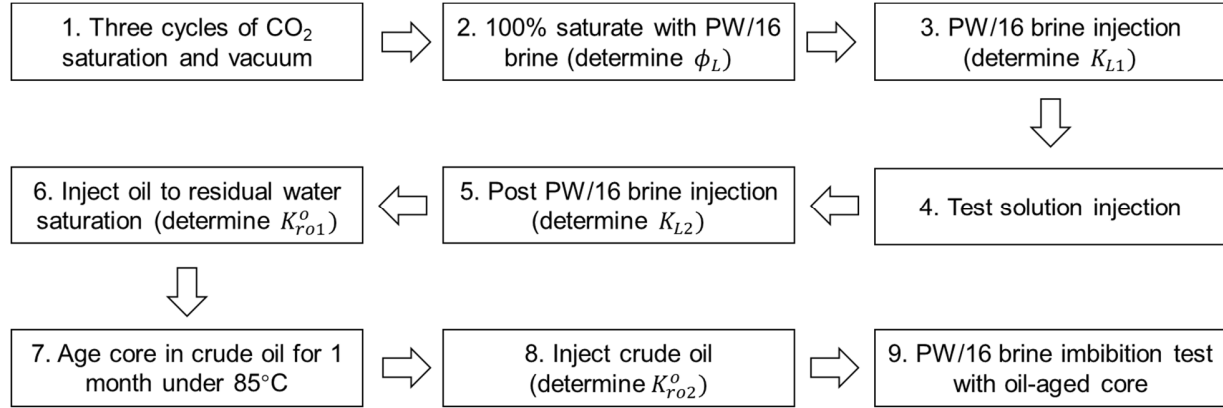 1. Three cycles of CO₂
saturation and vacuum
2. 100% saturate with PW/16
brine (determine ϕ_L)
3. PW/16 brine injection
(determine K_L1)
4. Test solution injection
5. Post PW/16 brine injection
(determine K_L2)
6. Inject oil to residual water
saturation (determine K^o_ro1)
7. Age core in crude oil for 1
month under 85°C
8. Inject crude oil
(determine K^o_ro2)
9. PW/16 brine imbibition test
with oil-aged core